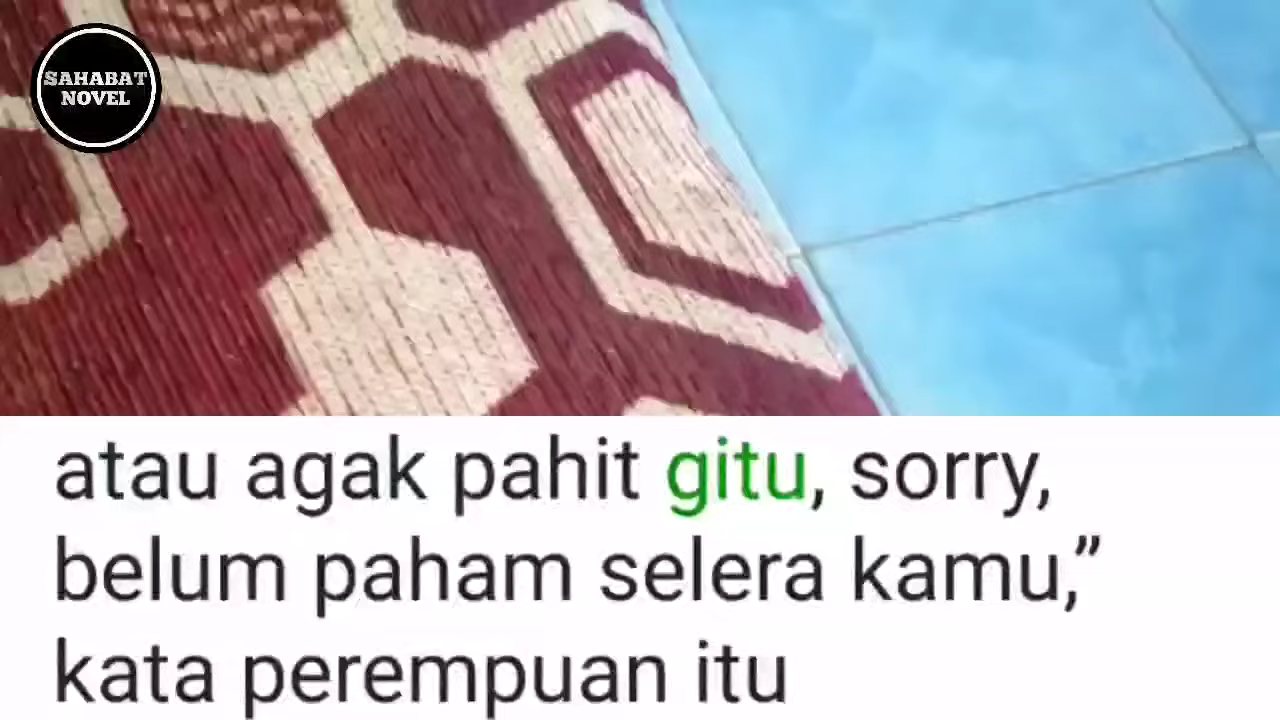 SAHABAT
NOVEL
atau agak pahit gitu, sorry,
belum paham selera kamu,”
kata perempuan itu